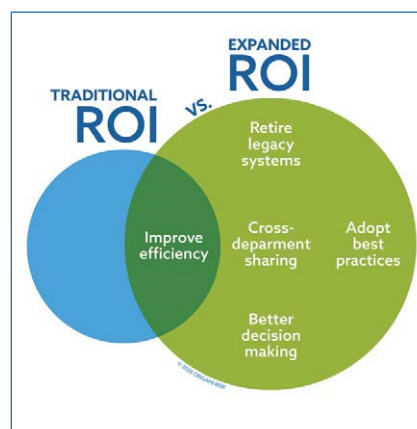 TRADITIONAL
ROI
vs.
EXPANDED
ROI
Retire
legacy
systems
Improve
efficiency
Cross-
deparment
sharing
Adopt
best
practices
Better
decision
making